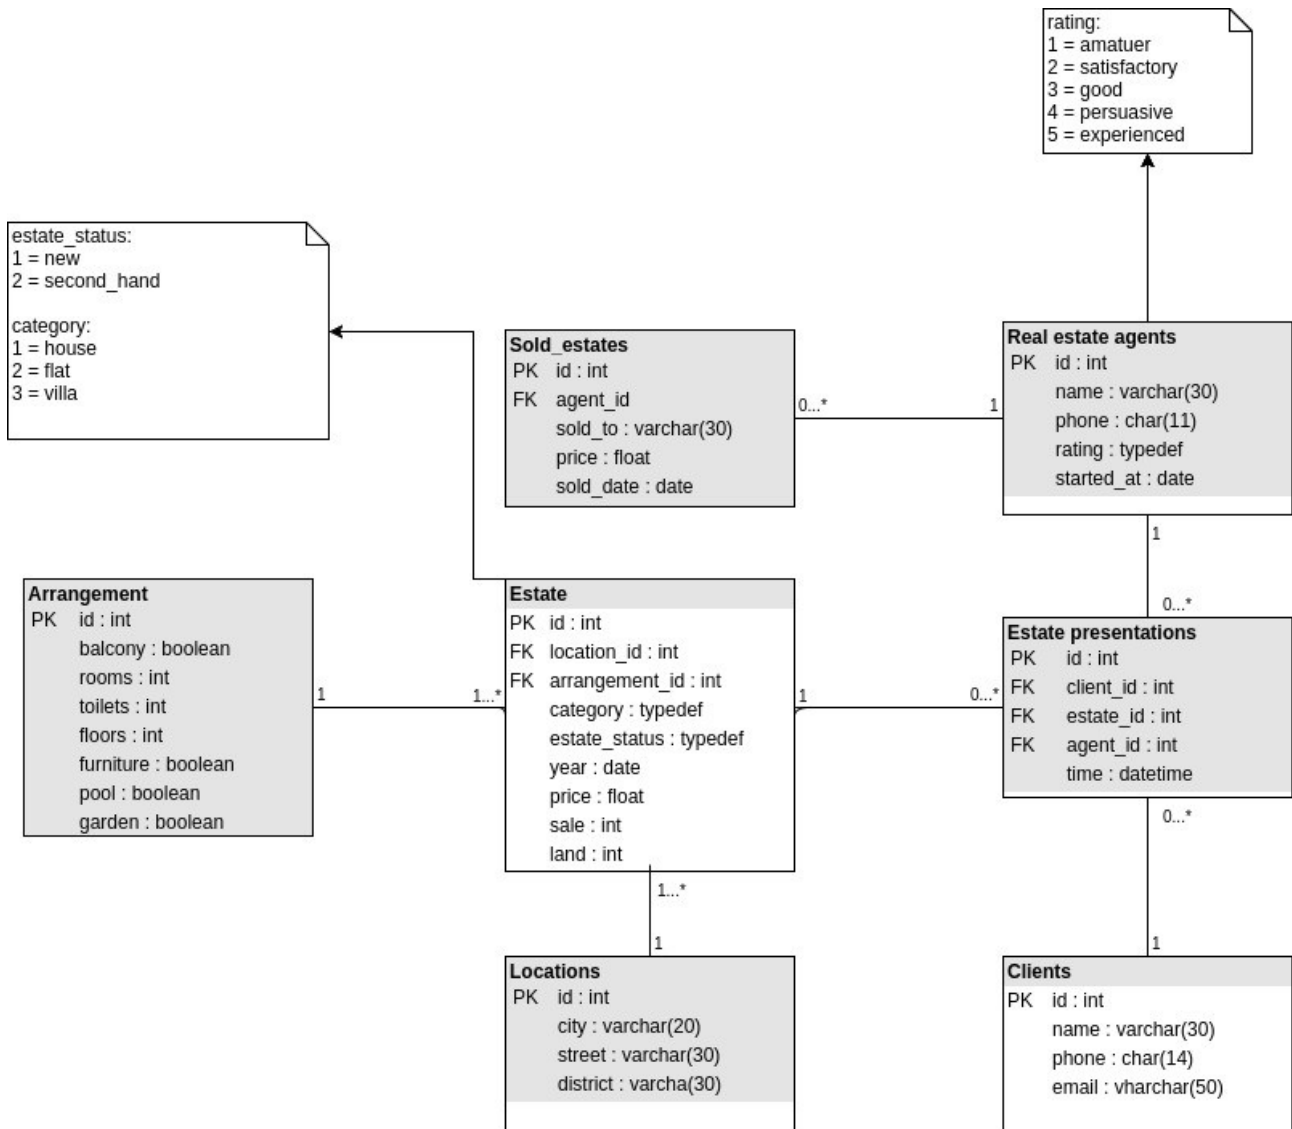 rating:
1 = amatuer
2 = satisfactory
3 = good
4 = persuasive
5 = experienced
estate_status:
1 = new
2 = second_hand
category:
1 = house
2 = flat
3 = villa
Sold_estates
PK id : int
FK agent_id
sold_to : varchar(30)
price : float
sold_date : date
0...*
1
Real estate agents
PK id : int
name : varchar(30)
phone : char(11)
rating : typedef
started_at : date
1
0...*
Arrangement
PK id : int
balcony : boolean
rooms : int
toilets : int
floors : int
furniture : boolean
pool : boolean
garden : boolean
1
1...*
Estate
PK id : int
FK location_id : int
FK arrangement_id : int
category : typedef
estate_status : typedef
year : date
price : float
sale : int
land : int
1
0...*
Estate presentations
PK id : int
FK client_id : int
FK estate_id : int
FK agent_id : int
time : datetime
1...*
1
0...*
1
Locations
PK id : int
city : varchar(20)
street : varchar(30)
district : varcha(30)
Clients
PK id : int
name : varchar(30)
phone : char(14)
email : vharchar(50)